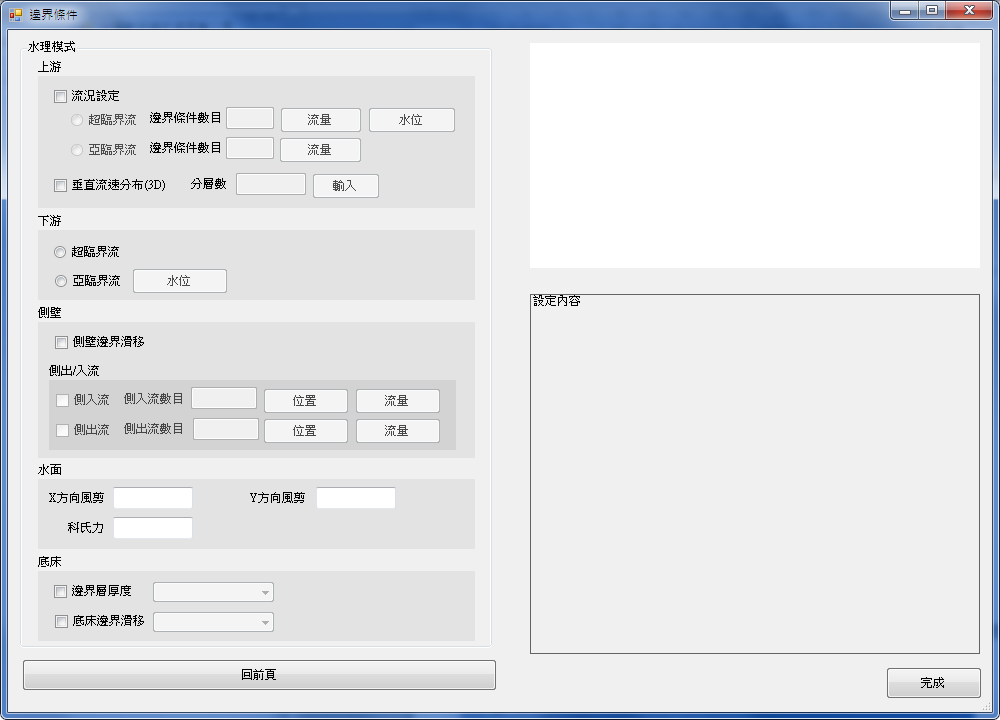 邊界條件
水理模式
上游
流況設定
超臨界流 邊界條件數目 流量 水位
亞臨界流 邊界條件數目 流量
垂直流速分布(3D) 分層數 輸入
下游
超臨界流
亞臨界流 水位
側壁
側壁邊界滑移
側出/入流
側入流 側入流數目 位置 流量
側出流 側出流數目 位置 流量
水面
X方向風剪 Y方向風剪
科氏力
底床
邊界層厚度
底床邊界滑移
回前頁
設定內容
完成